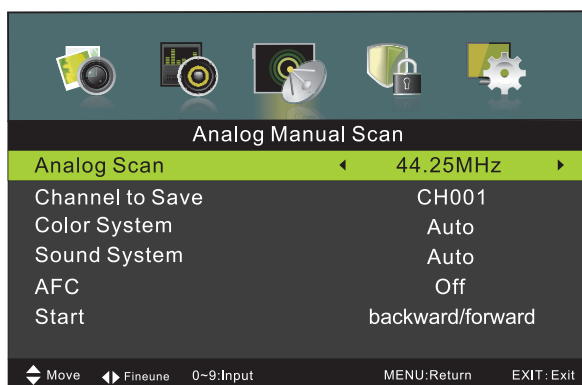 Analog Manual Scan
Analog Scan 44.25MHz
Channel to Save CH001
Color System Auto
Sound System Auto
AFC Off
Start backward/forward
Move Fineune 0~9:Input MENU:Return EXIT:Exit